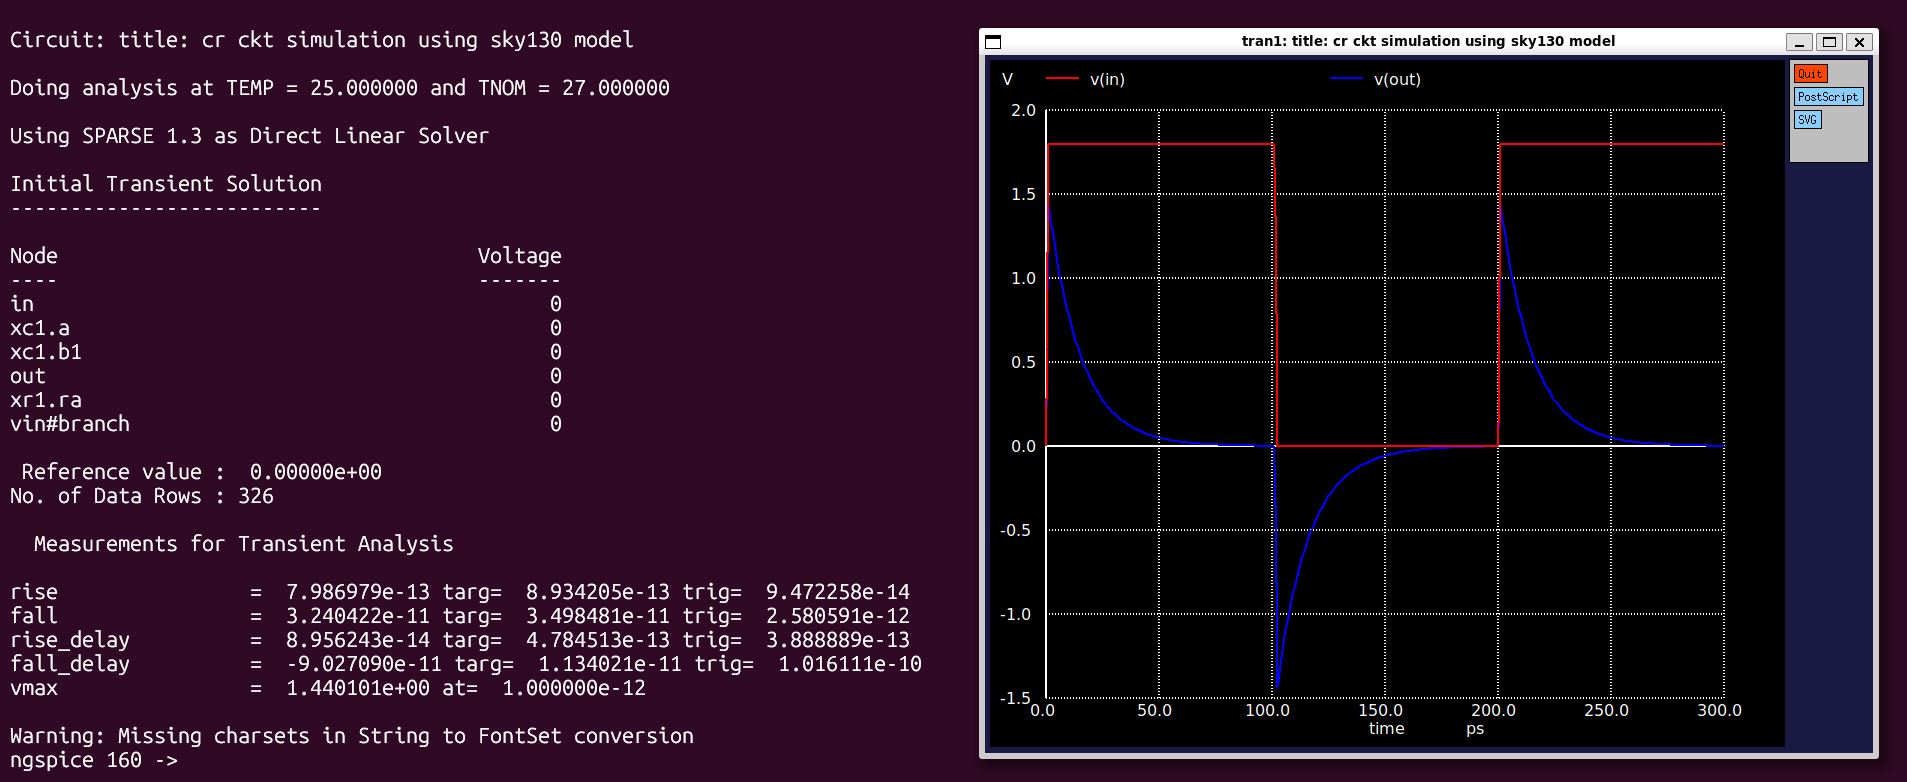 Circuit: title: cr ckt simulation using sky130 model
Doing analysis at TEMP = 25.000000 and TNOM = 27.000000
Using SPARSE 1.3 as Direct Linear Solver
Initial Transient Solution
--------------------------
Node Voltage
---- -------
in 0
xc1.a 0
xc1.b1 0
out 0
xr1.ra 0
vin#branch 0
Reference value : 0.00000e+00
No. of Data Rows : 326
Measurements for Transient Analysis
rise = 7.986979e-13 targ= 8.934205e-13 trig= 9.472258e-14
fall = 3.240422e-11 targ= 3.498481e-11 trig= 2.580591e-12
rise_delay = 8.956243e-14 targ= 4.784513e-13 trig= 3.888889e-13
fall_delay = -9.027090e-11 targ= 1.134021e-11 trig= 1.016111e-10
vmax = 1.440101e+00 at= 1.000000e-12
Warning: Missing charsets in String to FontSet conversion
ngspice 160 ->
tran1: title: cr ckt simulation using sky130 model
V v(in) v(out)
Quit
PostScript
SVG
2.0
1.5
1.0
0.5
0.0
-0.5
-1.0
-1.5
0.0 50.0 100.0 150.0 200.0 250.0 300.0
time ps